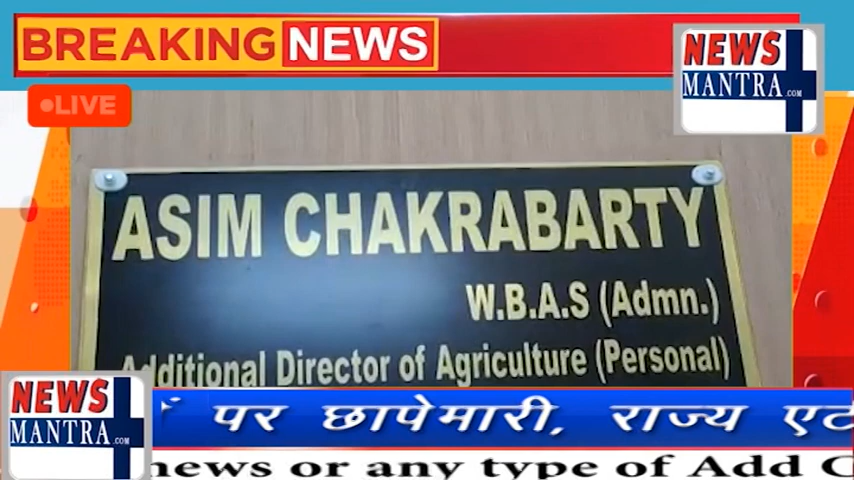 BREAKING NEWS
NEWS
MANTRA.COM
LIVE
ASIM CHAKRABARTY
W.B.A.S (Admn.)
Additional Director of Agriculture (Personal)
NEWS
MANTRA.COM
पर छापेमारी, राज्य
news or any type of Add